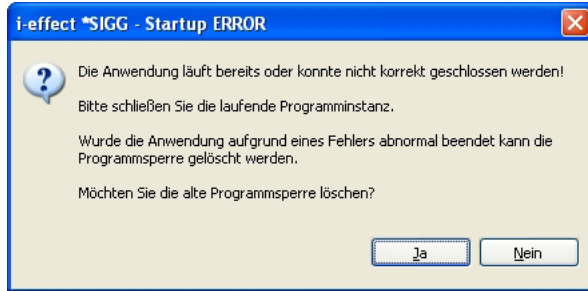 i-effect *SIGG - Startup ERROR
Die Anwendung läuft bereits oder konnte nicht korrekt geschlossen werden!
Bitte schließen Sie die laufende Programminstanz.
Wurde die Anwendung aufgrund eines Fehlers abnormal beendet kann die
Programmsperre gelöscht werden.
Möchten Sie die alte Programmsperre löschen?
Ja
Nein